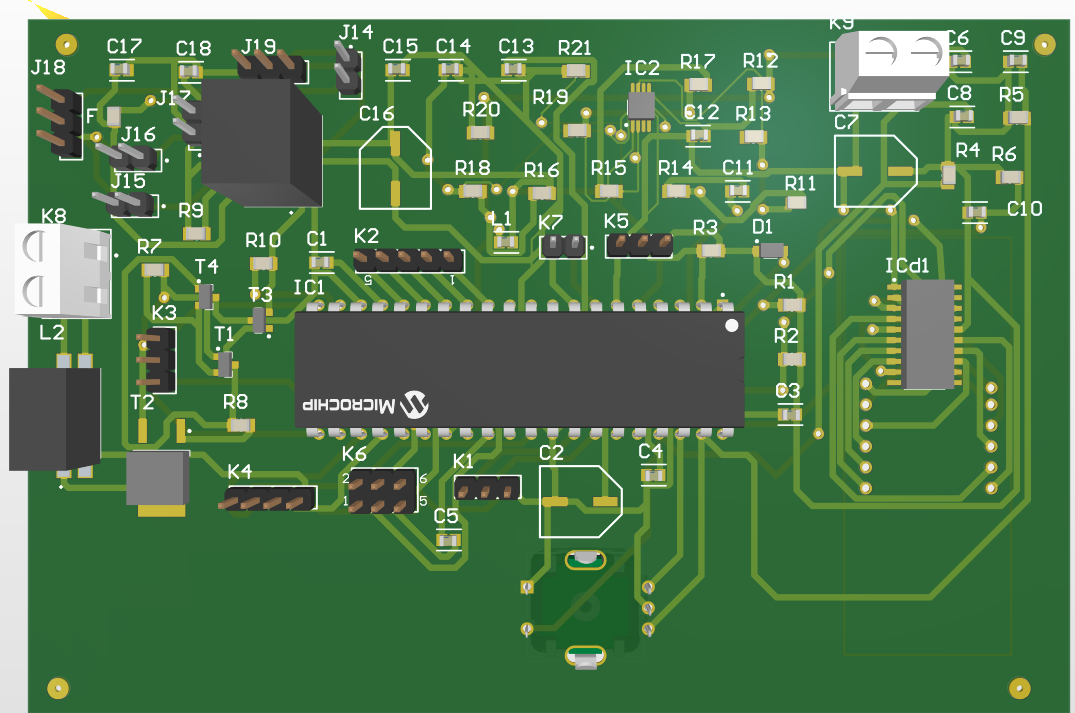 K9
C17
C18
J19
J14
C15
C14
C13
R21
C6
C9
J18
IC2
R17
R12
J17
F
C16
R20
R19
C12
R13
C7
C8
R5
J16
J15
R18
R16
R15
R14
C11
R11
R4
R6
K8
R9
L1
C10
R7
R10
C1
K2
K7
K5
R3
D1
T4
5
1
ICd1
T3
IC1
R1
K3
L2
T1
R2
MICROCHIP
T2
R8
C3
K4
K6
K1
C2
C4
2
6
1
5
C5